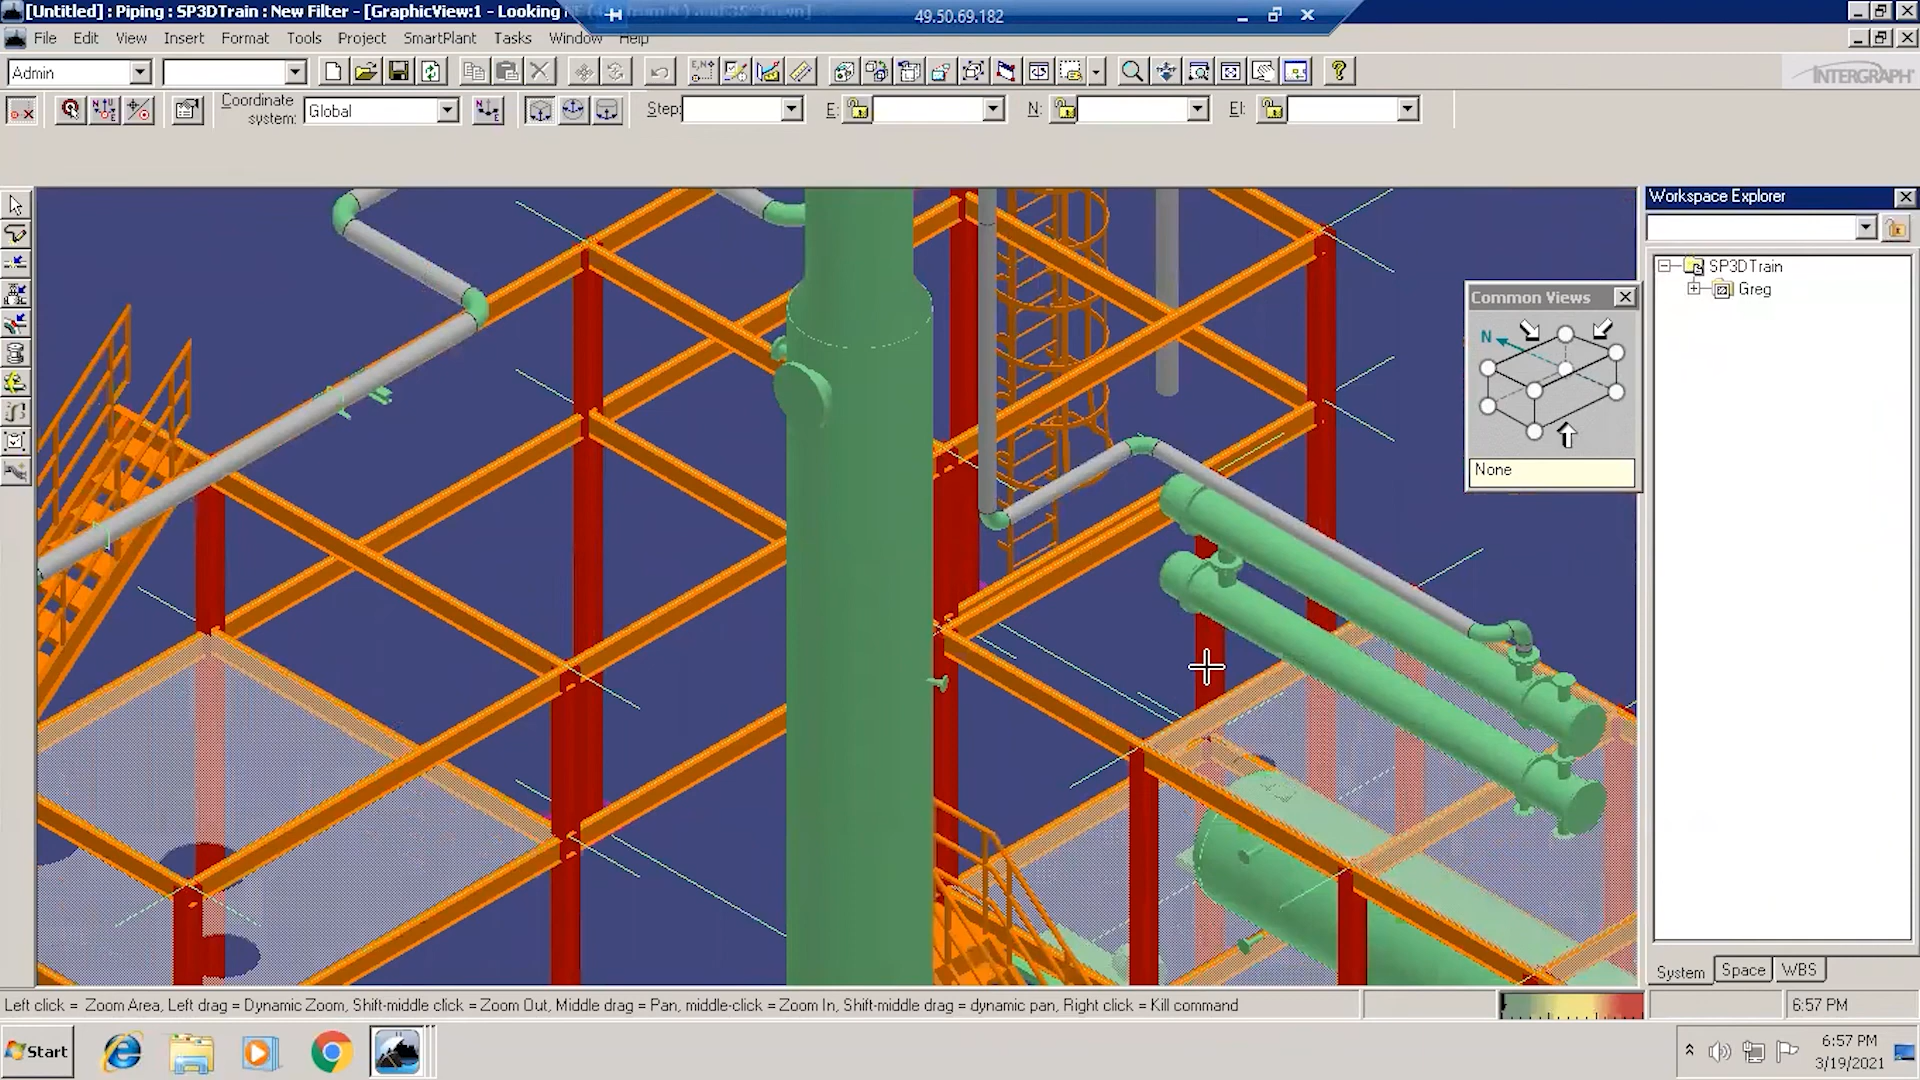 [Untitled] : Piping : SP3DTrain : New Filter - [GraphicView:1 - Looking
49.50.69.182
File Edit View Insert Format Tools Project SmartPlant Tasks Window Help
Admin
INTERGRAPH
Coordinate system: Global
Step: E: N: El:
Workspace Explorer
SP3DTrain
Greg
Common Views
N
None
System Space WBS
Left click = Zoom Area, Left drag = Dynamic Zoom, Shift-middle click = Zoom Out, Middle drag = Pan, middle-click = Zoom In, Shift-middle drag = dynamic pan, Right click = Kill command
6:57 PM
Start
6:57 PM
3/19/2021